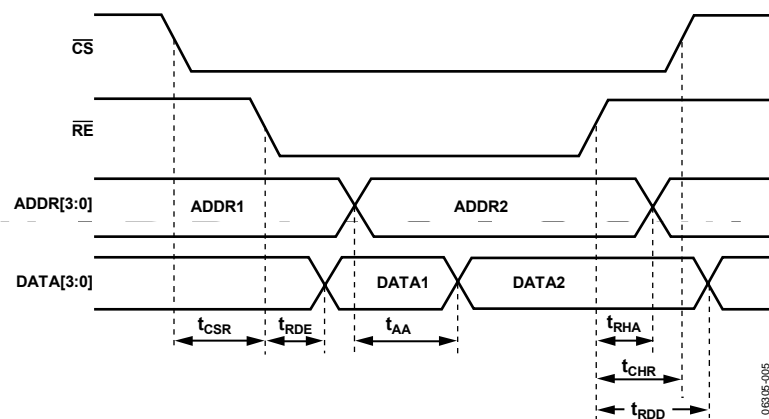 CS
RE
ADDR[3:0] ADDR1 ADDR2
DATA[3:0] DATA1 DATA2
tCSR tRDE tAA tRHA
tCHR
tRDD
16305-005